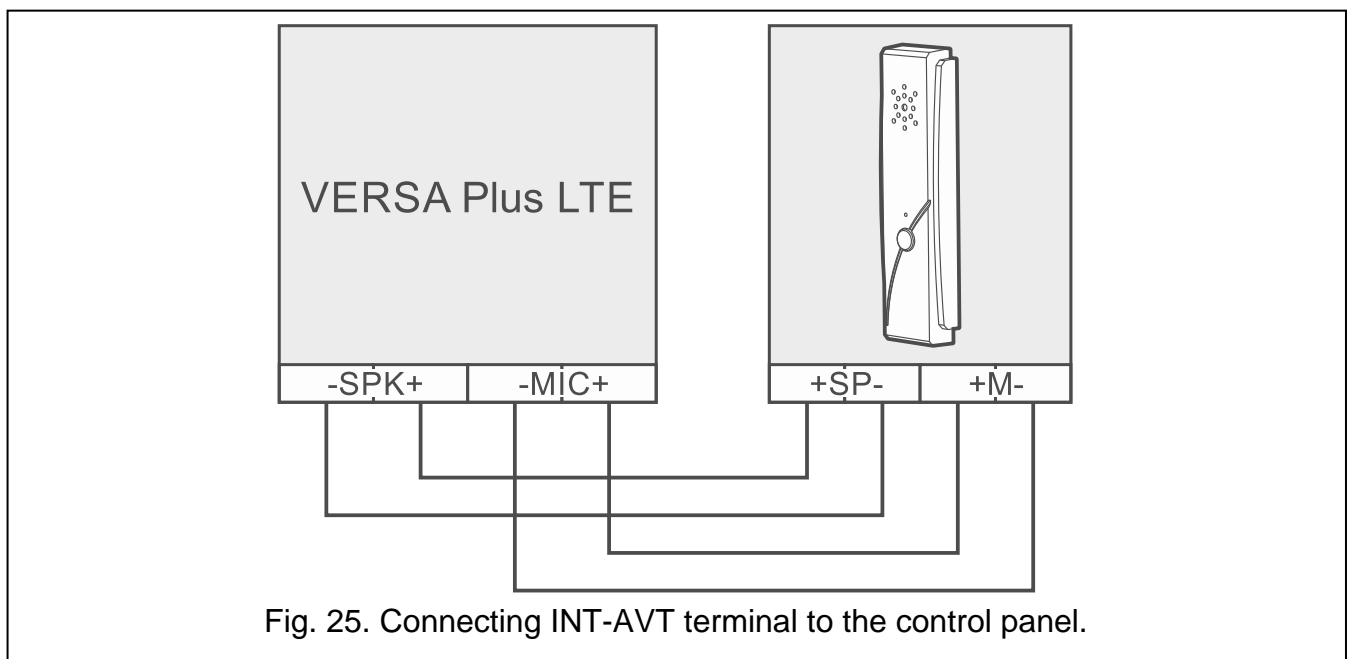 VERSA Plus LTE
-SPK+ -MIC+ +SP- +M-
Fig. 25. Connecting INT-AVT terminal to the control panel.